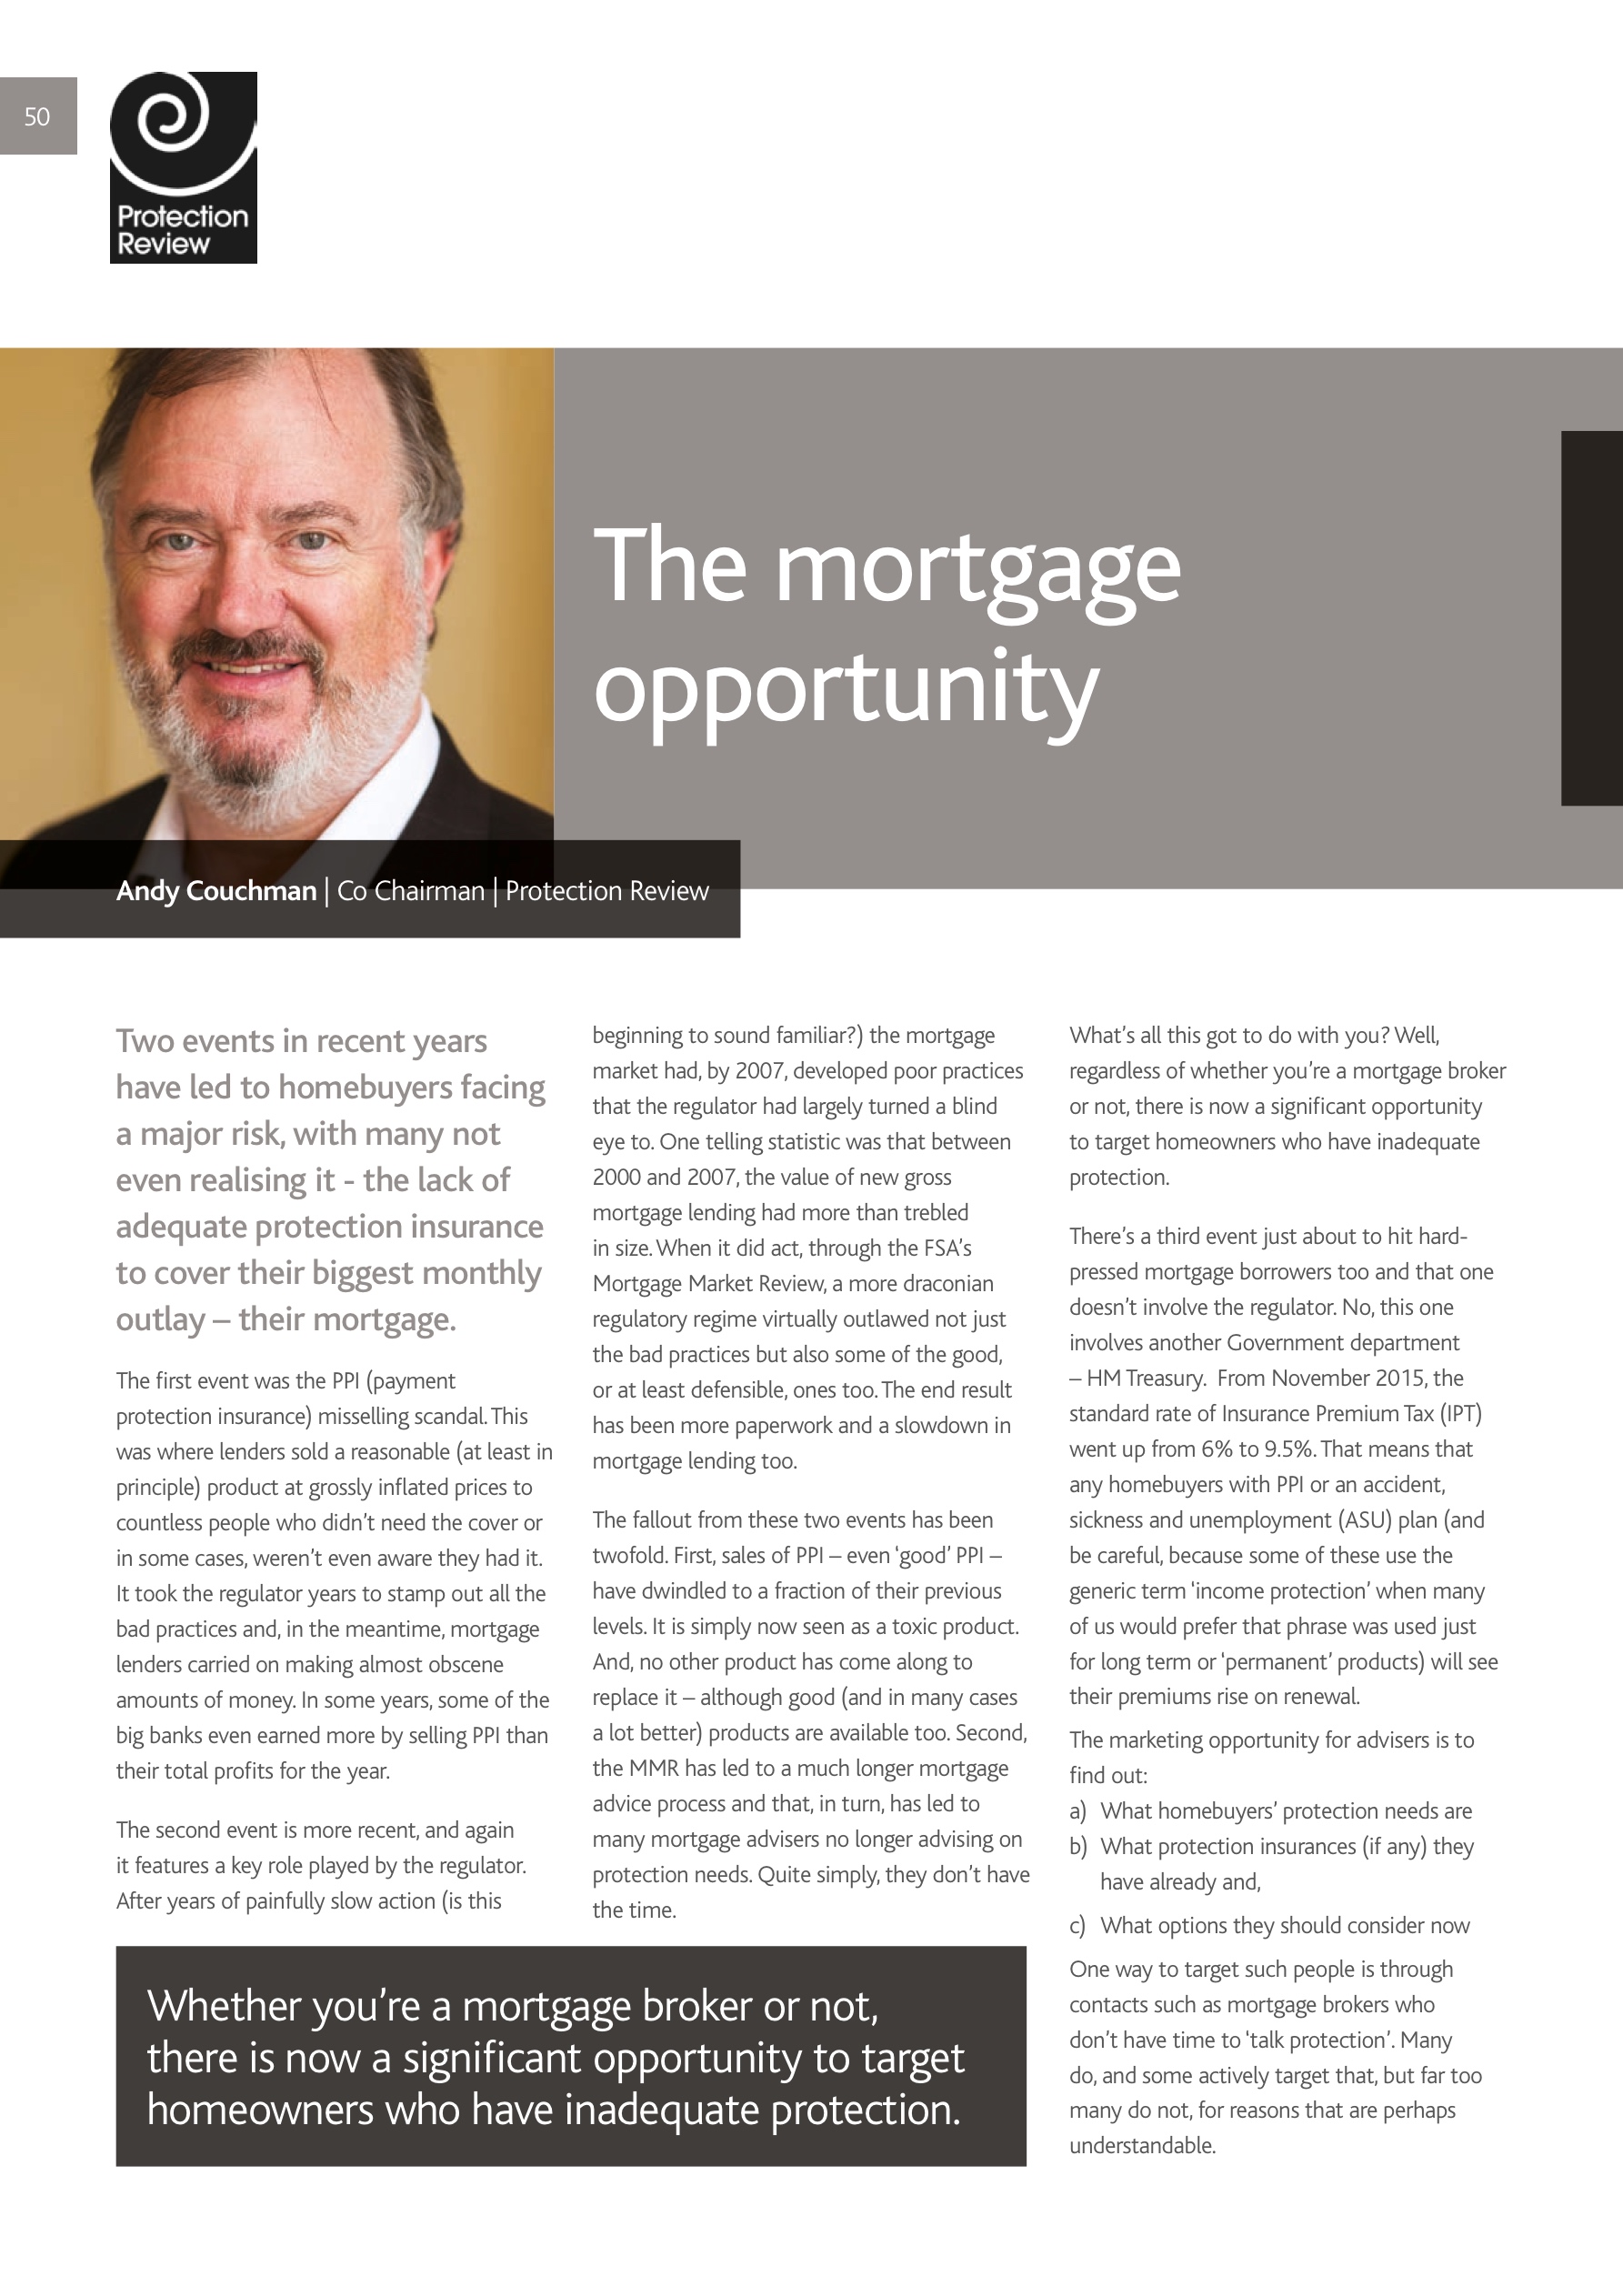 50
Protection
Review
The mortgage
opportunity
Andy Couchman | Co Chairman | Protection Review
Two events in recent years
have led to homebuyers facing
a major risk, with many not
even realising it - the lack of
adequate protection insurance
to cover their biggest monthly
outlay – their mortgage.
The first event was the PPI (payment
protection insurance) misselling scandal. This
was where lenders sold a reasonable (at least in
principle) product at grossly inflated prices to
countless people who didn’t need the cover or
in some cases, weren’t even aware they had it.
It took the regulator years to stamp out all the
bad practices and, in the meantime, mortgage
lenders carried on making almost obscene
amounts of money. In some years, some of the
big banks even earned more by selling PPI than
their total profits for the year.
The second event is more recent, and again
it features a key role played by the regulator.
After years of painfully slow action (is this
beginning to sound familiar?) the mortgage
market had, by 2007, developed poor practices
that the regulator had largely turned a blind
eye to. One telling statistic was that between
2000 and 2007, the value of new gross
mortgage lending had more than trebled
in size. When it did act, through the FSA’s
Mortgage Market Review, a more draconian
regulatory regime virtually outlawed not just
the bad practices but also some of the good,
or at least defensible, ones too. The end result
has been more paperwork and a slowdown in
mortgage lending too.
The fallout from these two events has been
twofold. First, sales of PPI – even ‘good’ PPI –
have dwindled to a fraction of their previous
levels. It is simply now seen as a toxic product.
And, no other product has come along to
replace it – although good (and in many cases
a lot better) products are available too. Second,
the MMR has led to a much longer mortgage
advice process and that, in turn, has led to
many mortgage advisers no longer advising on
protection needs. Quite simply, they don’t have
the time.
Whether you’re a mortgage broker or not,
there is now a significant opportunity to target
homeowners who have inadequate protection.
What’s all this got to do with you? Well,
regardless of whether you’re a mortgage broker
or not, there is now a significant opportunity
to target homeowners who have inadequate
protection.
There’s a third event just about to hit hard-
pressed mortgage borrowers too and that one
doesn’t involve the regulator. No, this one
involves another Government department
– HM Treasury. From November 2015, the
standard rate of Insurance Premium Tax (IPT)
went up from 6% to 9.5%. That means that
any homebuyers with PPI or an accident,
sickness and unemployment (ASU) plan (and
be careful, because some of these use the
generic term ‘income protection’ when many
of us would prefer that phrase was used just
for long term or ‘permanent’ products) will see
their premiums rise on renewal.
The marketing opportunity for advisers is to
find out:
a) What homebuyers’ protection needs are
b) What protection insurances (if any) they
have already and,
c) What options they should consider now
One way to target such people is through
contacts such as mortgage brokers who
don’t have time to ‘talk protection’. Many
do, and some actively target that, but far too
many do not, for reasons that are perhaps
understandable.